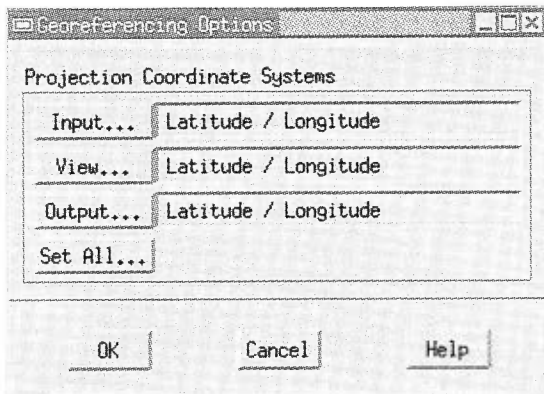 Georeferencing Options
Projection Coordinate Systems
Input... Latitude / Longitude
View... Latitude / Longitude
Output... Latitude / Longitude
Set All...
OK Cancel Help